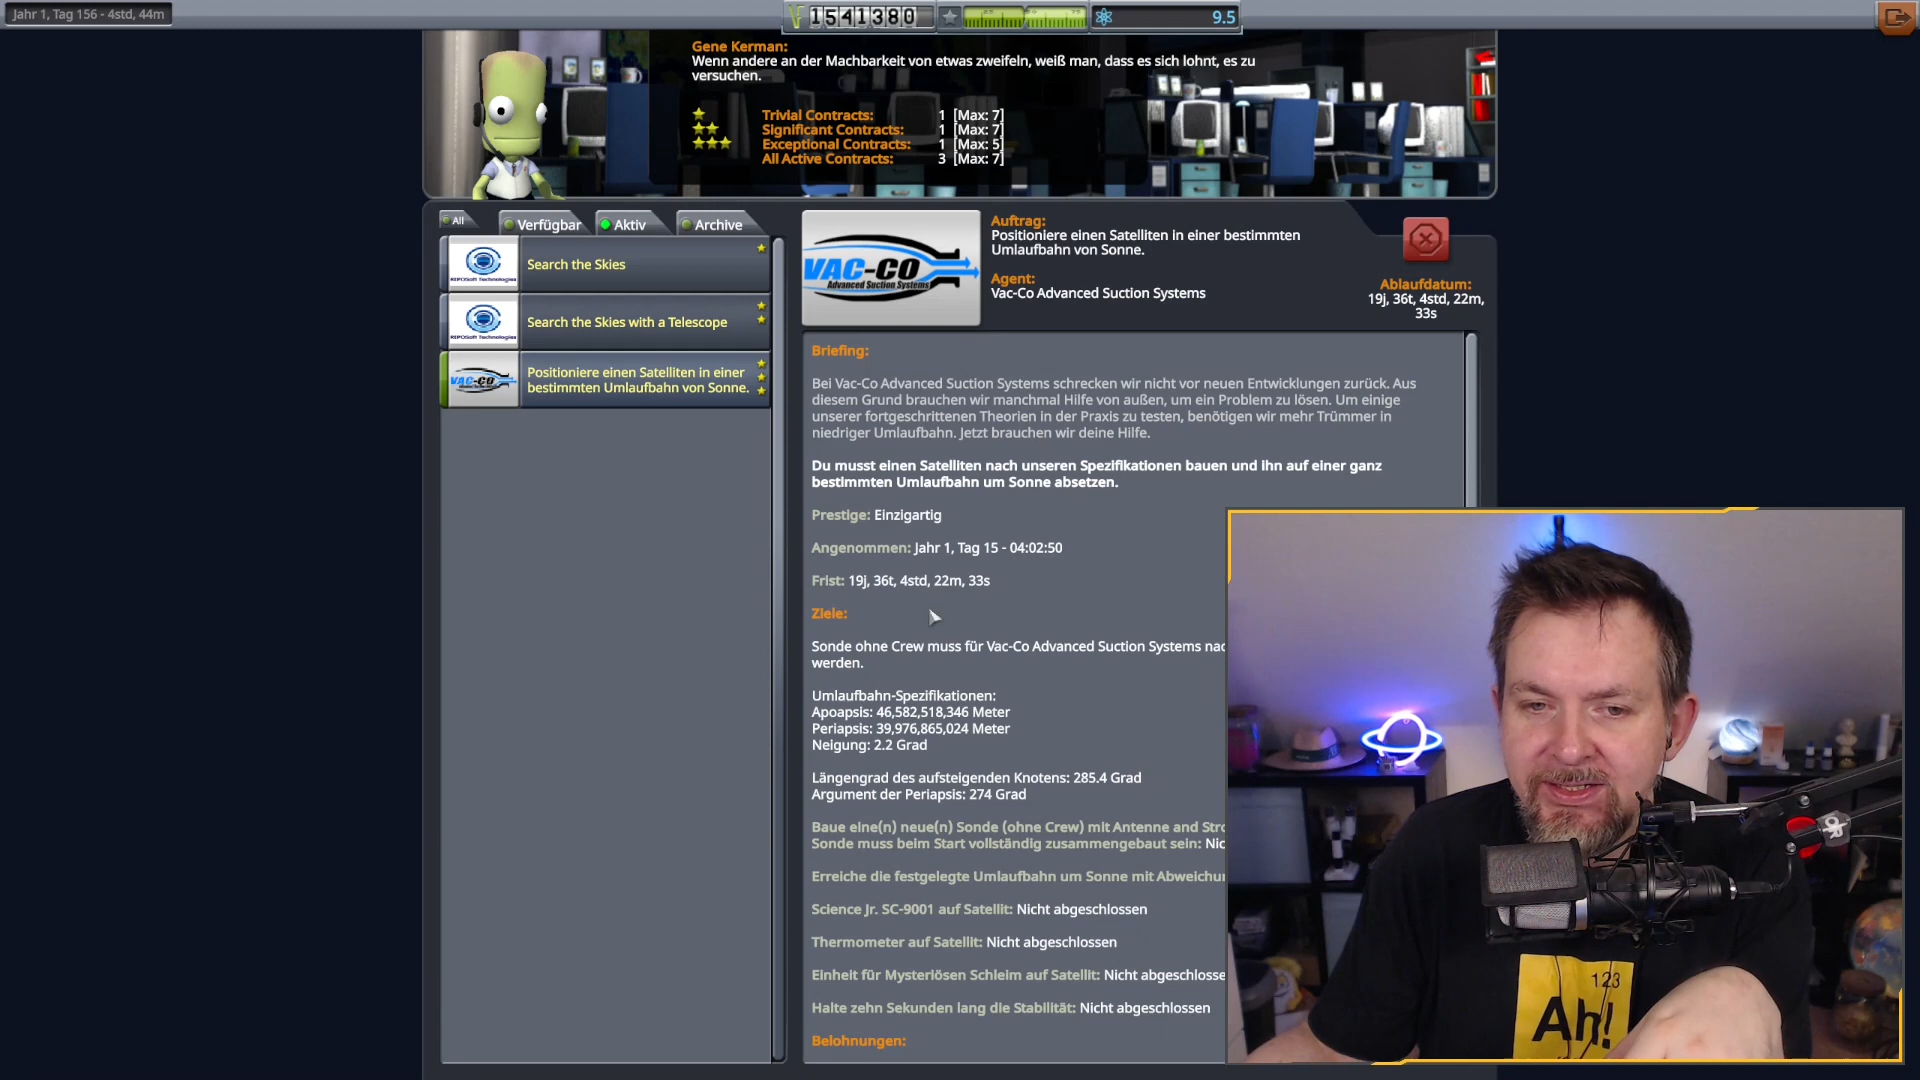 Jahr 1, Tag 156 - 4std, 44m
1541380
9.5
Gene Kerman:
Wenn andere an der Machbarkeit von etwas zweifeln, weiß man, dass es sich lohnt, es zu
versuchen.
Trivial Contracts: 1 [Max: 7]
Significant Contracts: 1 [Max: 7]
Exceptional Contracts: 1 [Max: 5]
All Active Contracts: 3 [Max: 7]
All
Verfügbar
Aktiv
Archive
REPOSoft Technologies
Search the Skies
REPOSoft Technologies
Search the Skies with a Telescope
VAC-CO
Positioniere einen Satelliten in einer
bestimmten Umlaufbahn von Sonne.
VAC-CO
Advanced Suction Systems
Auftrag:
Positioniere einen Satelliten in einer bestimmten
Umlaufbahn von Sonne.
Agent:
Vac-Co Advanced Suction Systems
Ablaufdatum:
19j, 36t, 4std, 22m,
33s
Briefing:
Bei Vac-Co Advanced Suction Systems schrecken wir nicht vor neuen Entwicklungen zurück. Aus
diesem Grund brauchen wir manchmal Hilfe von außen, um ein Problem zu lösen. Um einige
unserer fortgeschrittenen Theorien in der Praxis zu testen, benötigen wir mehr Trümmer in
niedriger Umlaufbahn. Jetzt brauchen wir deine Hilfe.
Du musst einen Satelliten nach unseren Spezifikationen bauen und ihn auf einer ganz
bestimmten Umlaufbahn um Sonne absetzen.
Prestige: Einzigartig
Angenommen: Jahr 1, Tag 15 - 04:02:50
Frist: 19j, 36t, 4std, 22m, 33s
Ziele:
Sonde ohne Crew muss für Vac-Co Advanced Suction Systems
werden.
Umlaufbahn-Spezifikationen:
Apoapsis: 46,582,518,346 Meter
Periapsis: 39,976,865,024 Meter
Neigung: 2.2 Grad
Längengrad des aufsteigenden Knotens: 285.4 Grad
Argument der Periapsis: 274 Grad
Baue eine(n) neue(n) Sonde (ohne Crew) mit Antenne and
Sonde muss beim Start vollständig zusammengebaut sein:
Erreiche die festgelegte Umlaufbahn um Sonne mit
Science Jr. SC-9001 auf Satellit: Nicht abgeschlossen
Thermometer auf Satellit: Nicht abgeschlossen
Einheit für Mysteriösen Schleim auf Satellit: Nicht
Halte zehn Sekunden lang die Stabilität: Nicht abgeschlossen
Belohnungen:
123
Ah!